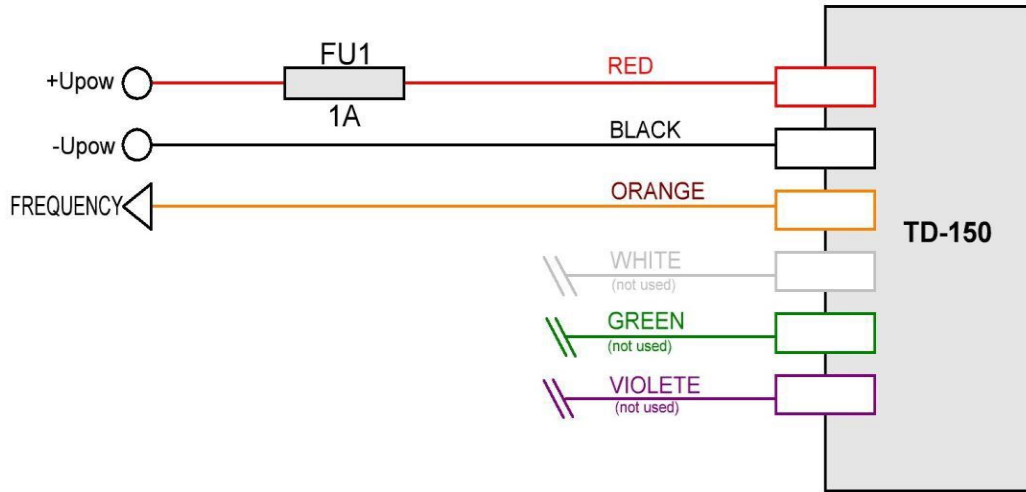 FU1
+Upow
RED
1A
-Upow
BLACK
FREQUENCY
ORANGE
TD-150
WHITE
(not used)
GREEN
(not used)
VIOLETE
(not used)